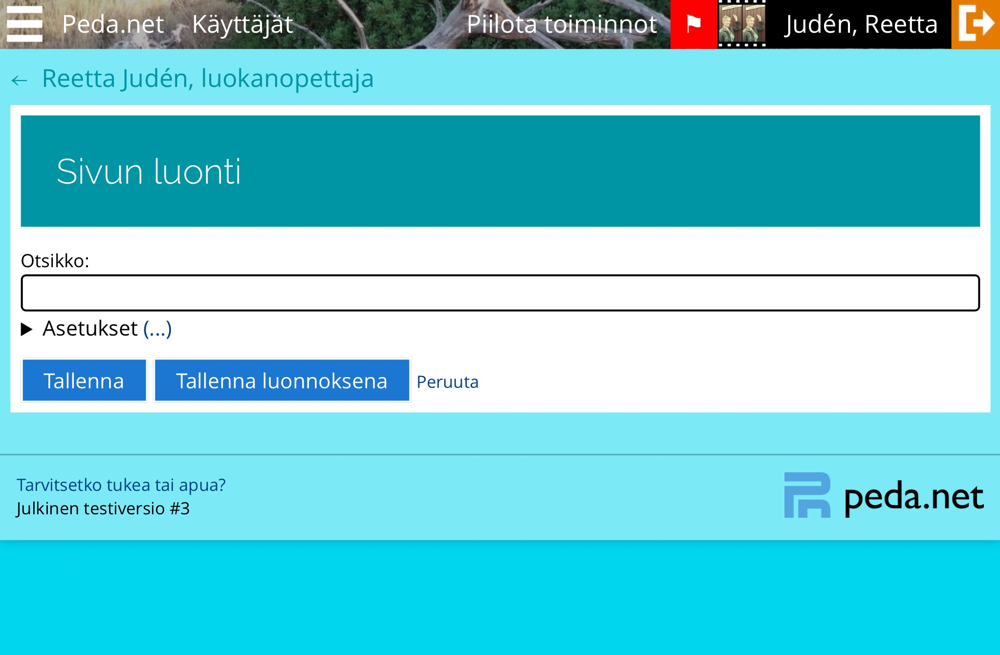 Peda.net Käyttäjät Piilota toiminnot Judén, Reetta
← Reetta Judén, luokanopettaja
Sivun luonti
Otsikko:
▶ Asetukset (...)
Tallenna Tallenna luonnoksena Peruuta
Tarvitsetko tukea tai apua?
Julkinen testiversio #3
peda.net